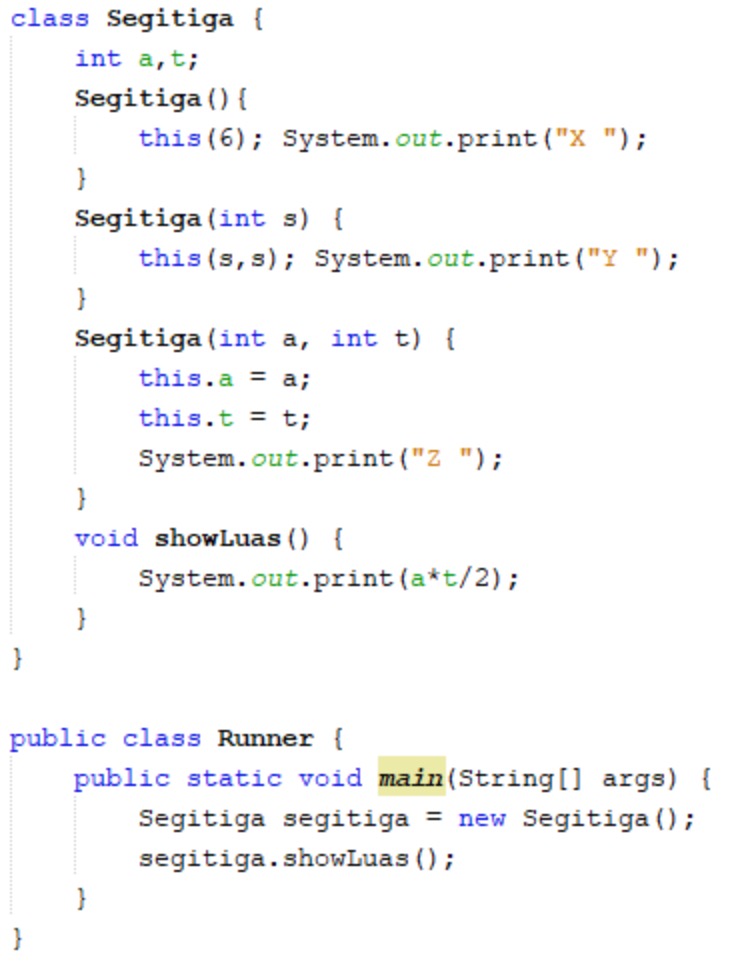 class Segitiga {
int a,t;
Segitiga(){
this(6); System.out.print("X ");
}
Segitiga(int s) {
this(s,s); System.out.print("Y ");
}
Segitiga(int a, int t) {
this.a = a;
this.t = t;
System.out.print("Z ");
}
void showLuas() {
System.out.print(a*t/2);
}
}
public class Runner {
public static void main(String[] args) {
Segitiga segitiga = new Segitiga();
segitiga.showLuas();
}
}